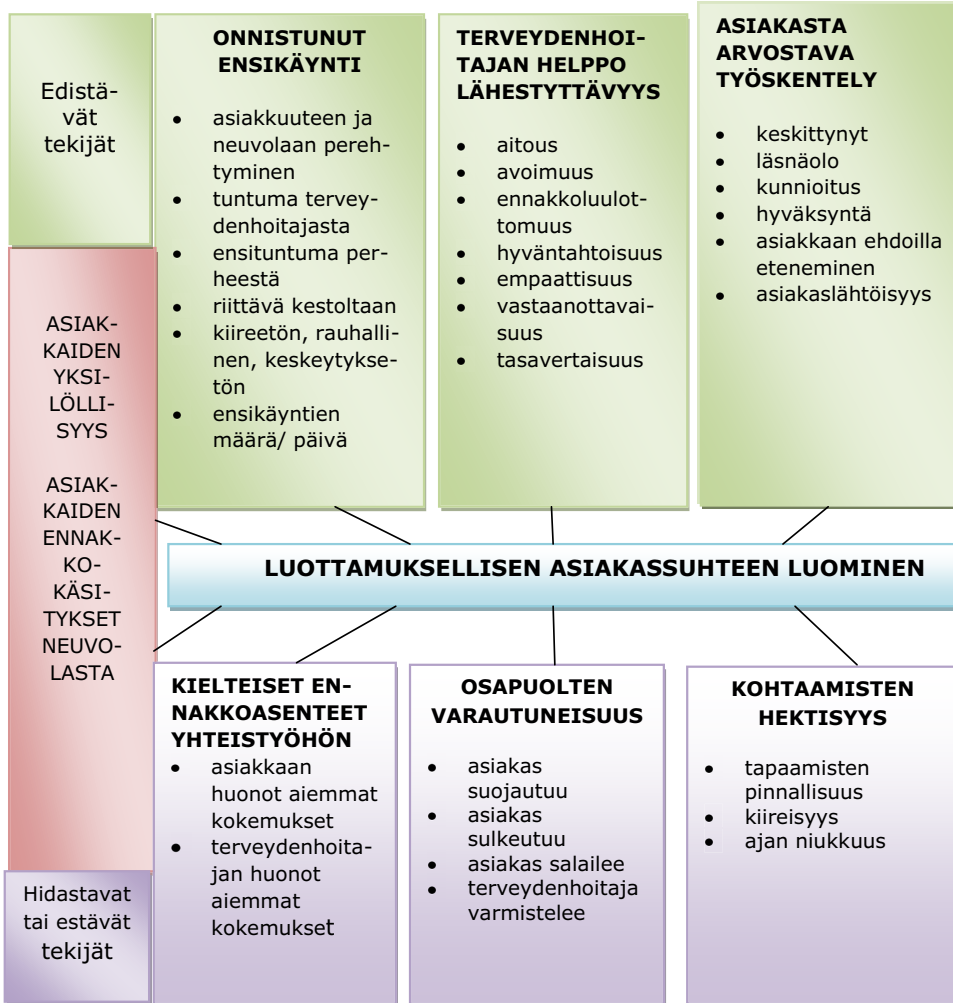 Edistä-
vät
tekijät
ONNISTUNUT
ENSIKÄYNTI
• asiakkuuteen ja
neuvolaan pereh-
tyminen
• tuntuma tervey-
denhoitajasta
• ensituntuma per-
heestä
• riittävä kestoltaan
• kiireetön, rauhalli-
nen, keskeytykse-
tön
• ensikäyntien
määrä/ päivä
TERVEYDENHOI-
TAJAN HELPPO
LÄHESTYTTÄVYYS
• aitous
• avoimuus
• ennakkoluulot-
tomuus
• hyväntahtoisuus
• empaattisuus
• vastaanottavai-
suus
• tasavertaisuus
ASIAKASTA
ARVOSTAVA
TYÖSKENTELY
• keskittynyt
• läsnäolo
• kunnioitus
• hyväksyntä
• asiakkaan ehdoilla
eteneminen
• asiakaslähtöisyys
ASIAK-
KAIDEN
YKSI-
LÖLLI-
SYYS
ASIAK-
KAIDEN
ENNAK-
KO-
KÄSI-
TYKSET
NEUVO-
LASTA
LUOTTAMUKSELLISEN ASIAKASSUHTEEN LUOMINEN
KIELTEISET EN-
NAKKOASENTEET
YHTEISTYÖHÖN
• asiakkaan
huonot aiemmat
kokemukset
• terveydenhoita-
jan huonot
aiemmat
kokemukset
OSAPUOLTEN
VARAUTUNEISUUS
• asiakas
suojautuu
• asiakas
sulkeutuu
• asiakas salailee
• terveydenhoitaja
varmistelee
KOHTAAMISTEN
HEKTISYYS
• tapaamisten
pinnallisuus
• kiireisyys
• ajan niukkuus
Hidastavat
tai estävät
tekijät